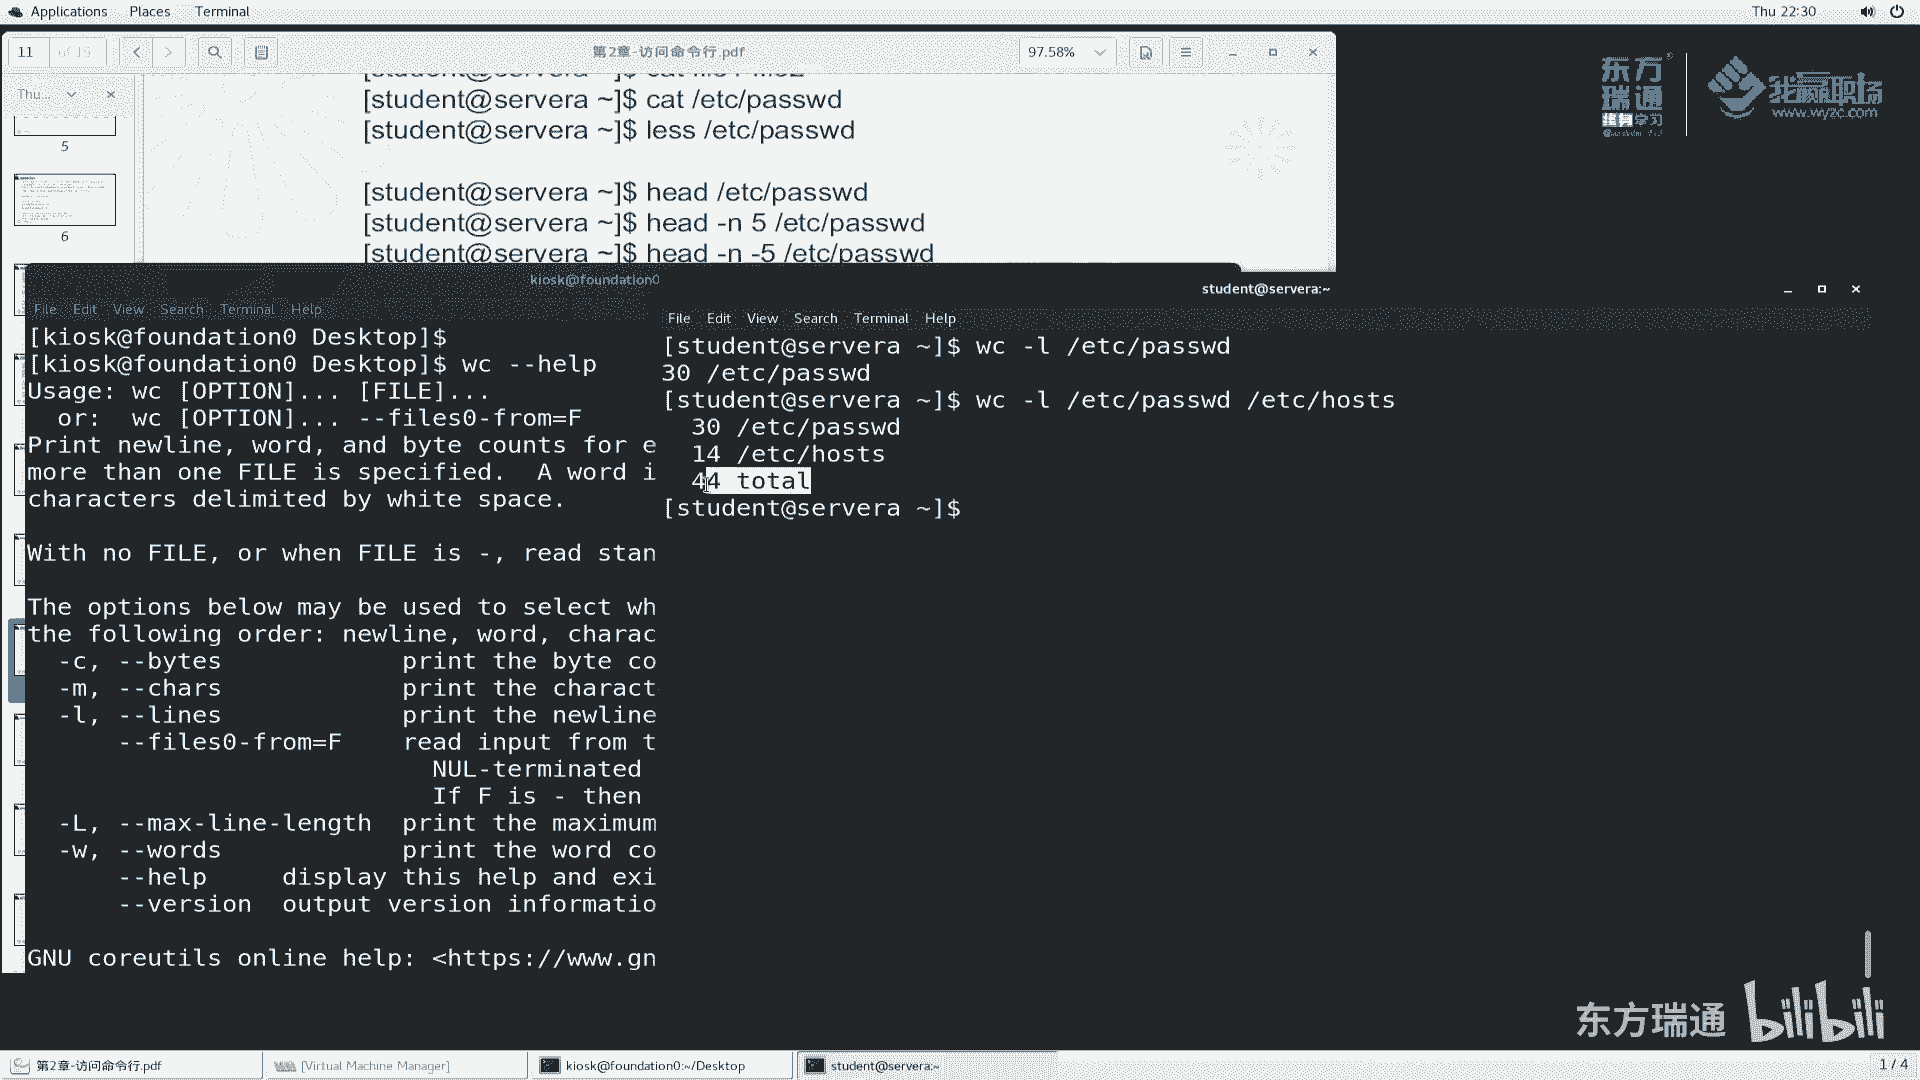 Applications Places Terminal
Thu 22:30
11 of 15
第2章-访问命令行.pdf
97.58%
Thu...
5
6
[student@servera ~]$ cat /etc/passwd
[student@servera ~]$ less /etc/passwd
[student@servera ~]$ head /etc/passwd
[student@servera ~]$ head -n 5 /etc/passwd
[student@servera ~]$ head -n -5 /etc/passwd
东方瑞通
终身学习
我赢职场
www.wyzc.com
kiosk@foundation0
File Edit View Search Terminal Help
[kiosk@foundation0 Desktop]$
[kiosk@foundation0 Desktop]$ wc --help
Usage: wc [OPTION]... [FILE]...
or: wc [OPTION]... --files0-from=F
Print newline, word, and byte counts for e
more than one FILE is specified. A word i
characters delimited by white space.
With no FILE, or when FILE is -, read stan
The options below may be used to select wh
the following order: newline, word, charac
-c, --bytes print the byte co
-m, --chars print the charact
-l, --lines print the newline
--files0-from=F read input from t
NUL-terminated
If F is - then
-L, --max-line-length print the maximum
-w, --words print the word co
--help display this help and exi
--version output version informatio
GNU coreutils online help: <https://www.gn
student@servera:~
File Edit View Search Terminal Help
[student@servera ~]$ wc -l /etc/passwd
30 /etc/passwd
[student@servera ~]$ wc -l /etc/passwd /etc/hosts
30 /etc/passwd
14 /etc/hosts
44 total
[student@servera ~]$
东方瑞通 bilibili
第2章-访问命令行.pdf
[Virtual Machine Manager]
kiosk@foundation0:~/Desktop
student@servera:~
1 / 4